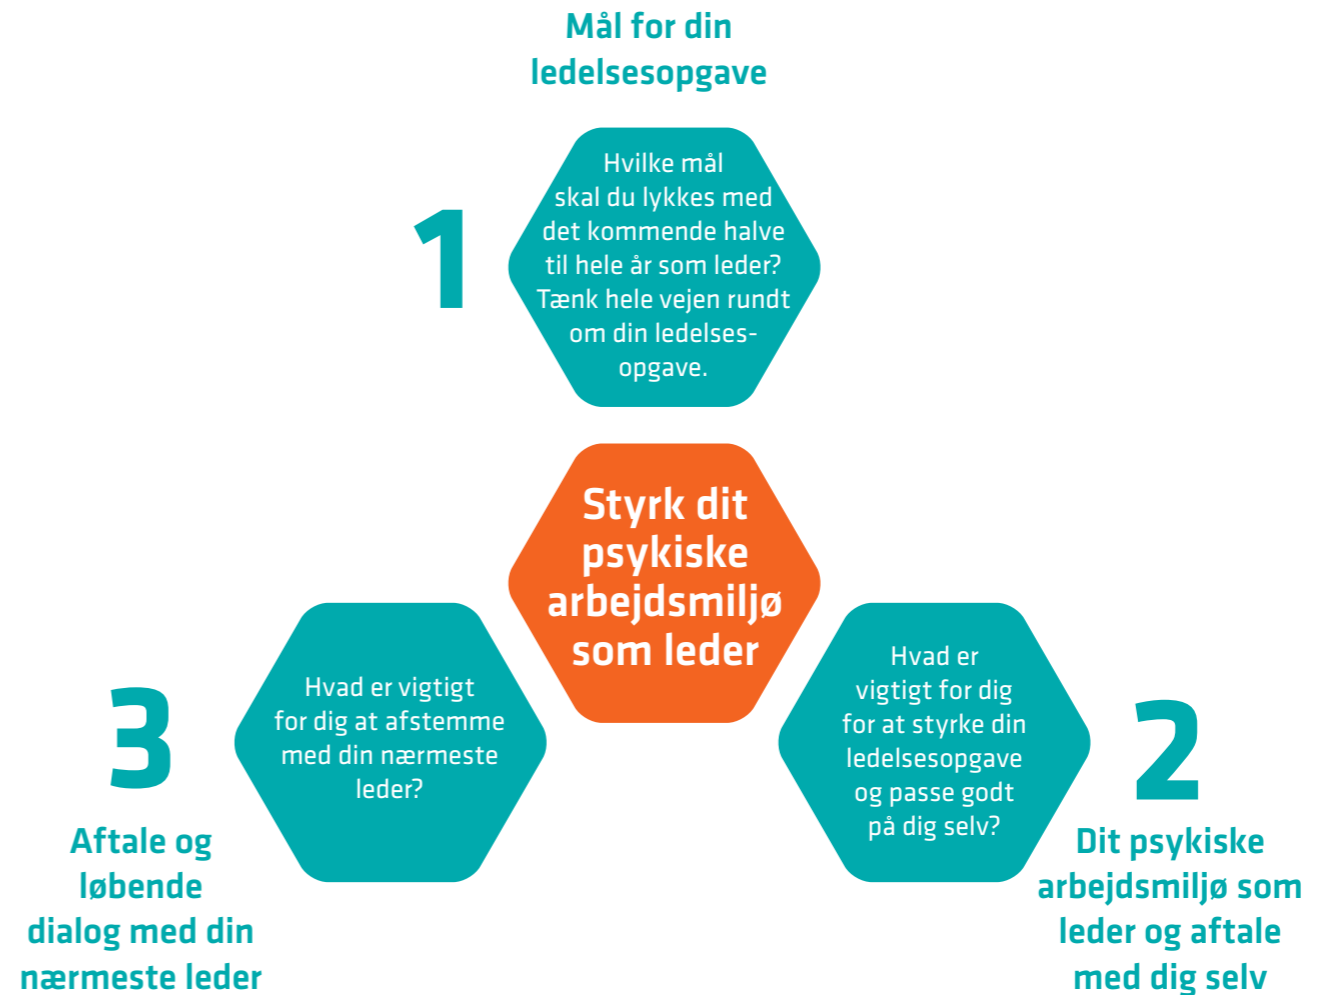 Mål for din
ledelsesopgave
1
Hvilke mål
skal du lykkes med
det kommende halve
til hele år som leder?
Tænk hele vejen rundt
om din ledelses-
opgave.
Styrk dit
psykiske
arbejdsmiljø
som leder
2
Hvad er
vigtigt for dig
for at styrke din
ledelsesopgave
og passe godt
på dig selv?
Dit psykiske
arbejdsmiljø som
leder og aftale
med dig selv
3
Hvad er vigtigt
for dig at afstemme
med din nærmeste
leder?
Aftale og
løbende
dialog med din
nærmeste leder